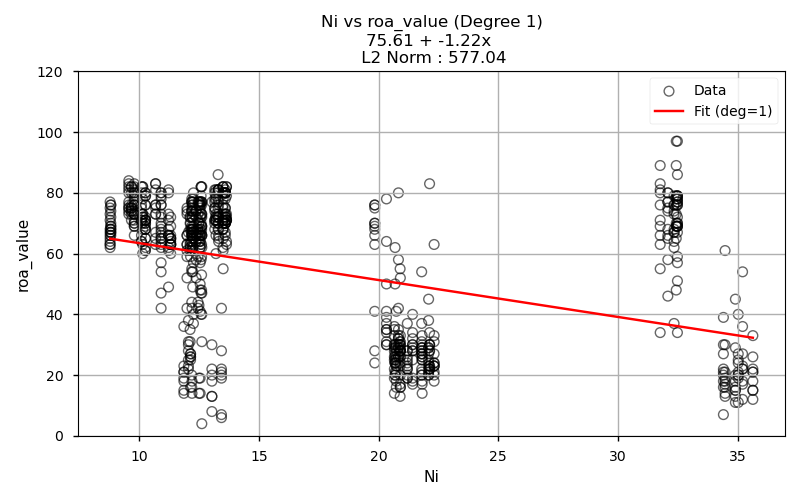 Ni vs roa_value (Degree 1)
75.61 + -1.22x
L2 Norm : 577.04
Data
Fit (deg=1)
120
100
80
60
40
20
0
roa_value
10 15 20 25 30 35
Ni